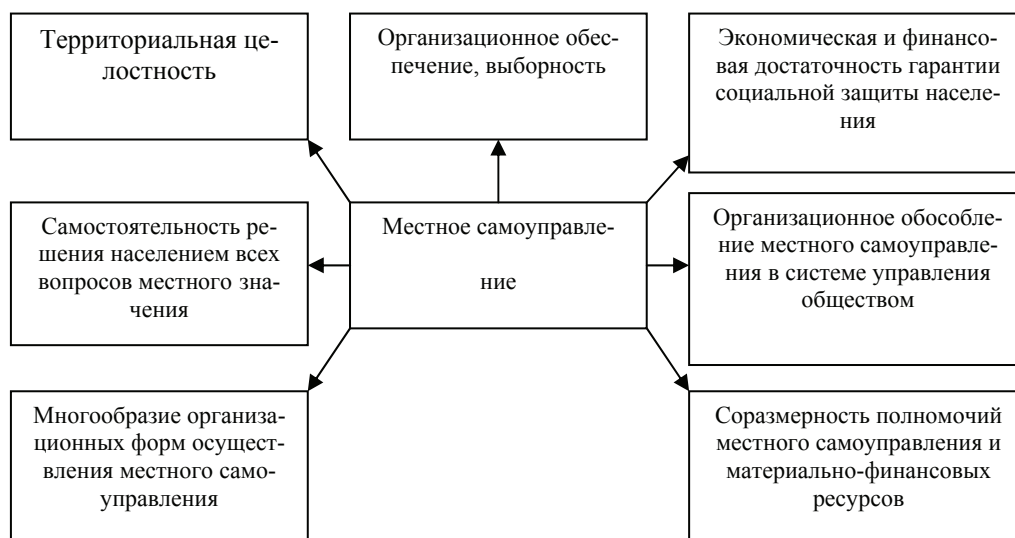 Территориальная це-
лостность
Организационное обес-
печение, выборность
Экономическая и финансо-
вая достаточность гарантии
социальной защиты населе-
ния
Самостоятельность ре-
шения населением всех
вопросов местного зна-
чения
Местное самоуправле-
ние
Организационное обособле-
ние местного самоуправле-
ния в системе управления
обществом
Многообразие организа-
ционных форм осущест-
вления местного само-
управления
Соразмерность полномочий
местного самоуправления и
материально-финансовых
ресурсов